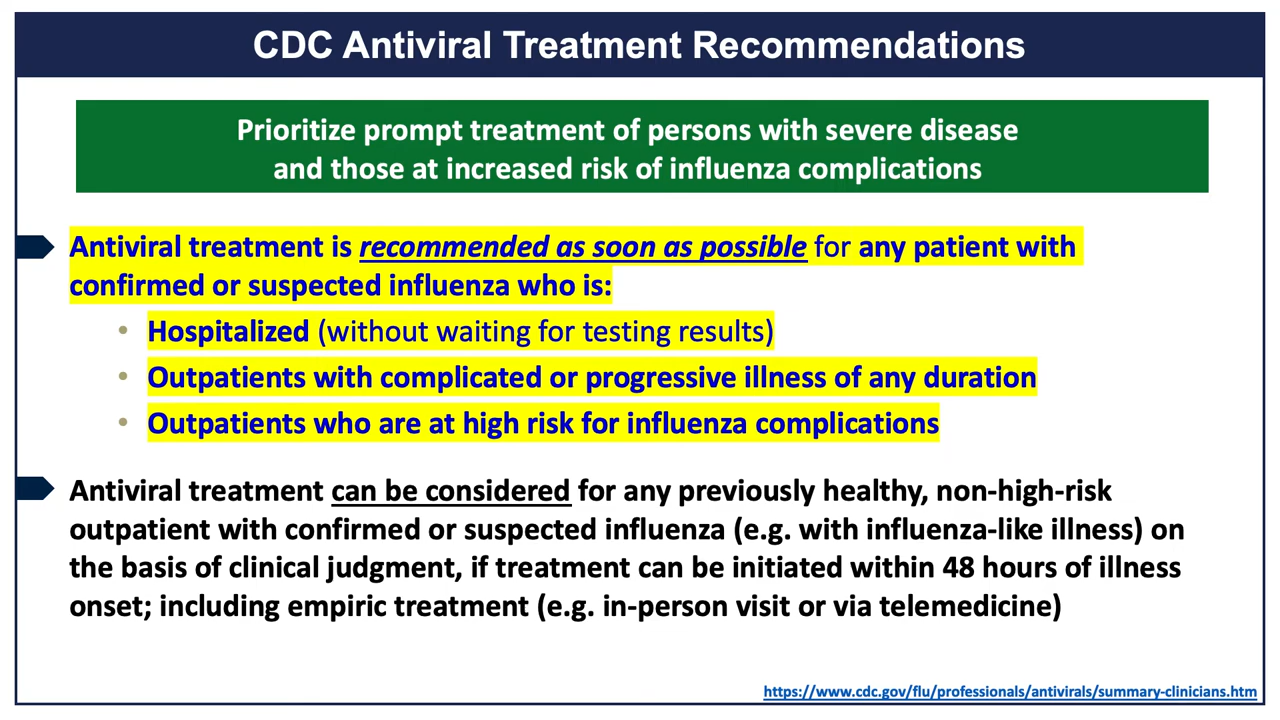 CDC Antiviral Treatment Recommendations
Prioritize prompt treatment of persons with severe disease
and those at increased risk of influenza complications
Antiviral treatment is recommended as soon as possible for any patient with
confirmed or suspected influenza who is:
• Hospitalized (without waiting for testing results)
• Outpatients with complicated or progressive illness of any duration
• Outpatients who are at high risk for influenza complications
Antiviral treatment can be considered for any previously healthy, non-high-risk
outpatient with confirmed or suspected influenza (e.g. with influenza-like illness) on
the basis of clinical judgment, if treatment can be initiated within 48 hours of illness
onset; including empiric treatment (e.g. in-person visit or via telemedicine)
https://www.cdc.gov/flu/professionals/antivirals/summary-clinicians.htm